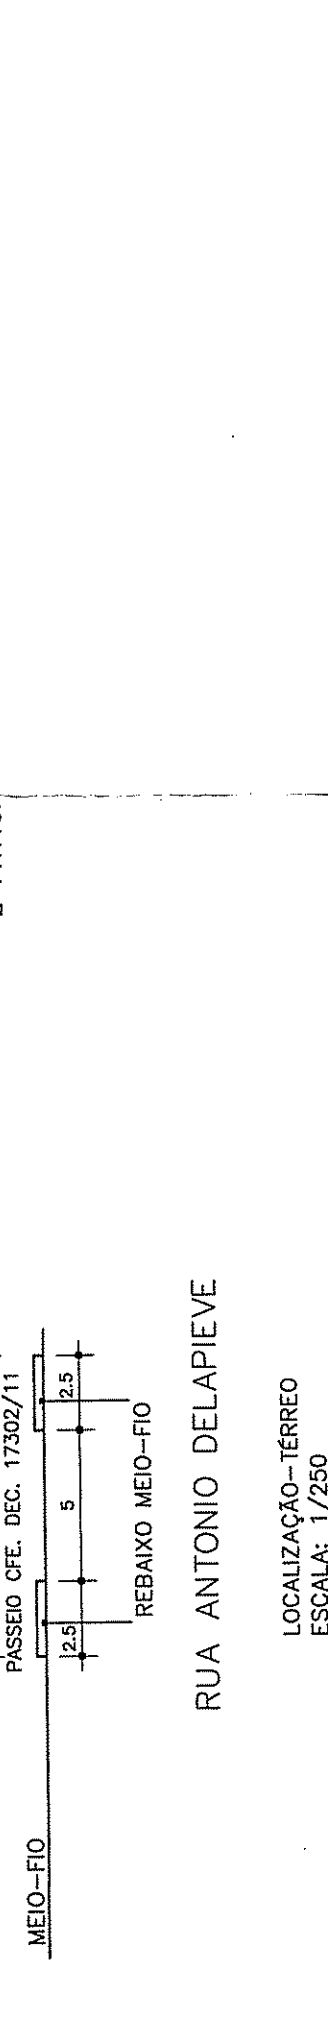 PASSEIO CFE. DEC. 17302/11
MEIO-FIO
2.5 5 2.5
REBAIXO MEIO-FIO
RUA ANTONIO DELAPIEVE
LOCALIZAÇÃO-TÉRREO
ESCALA: 1/250